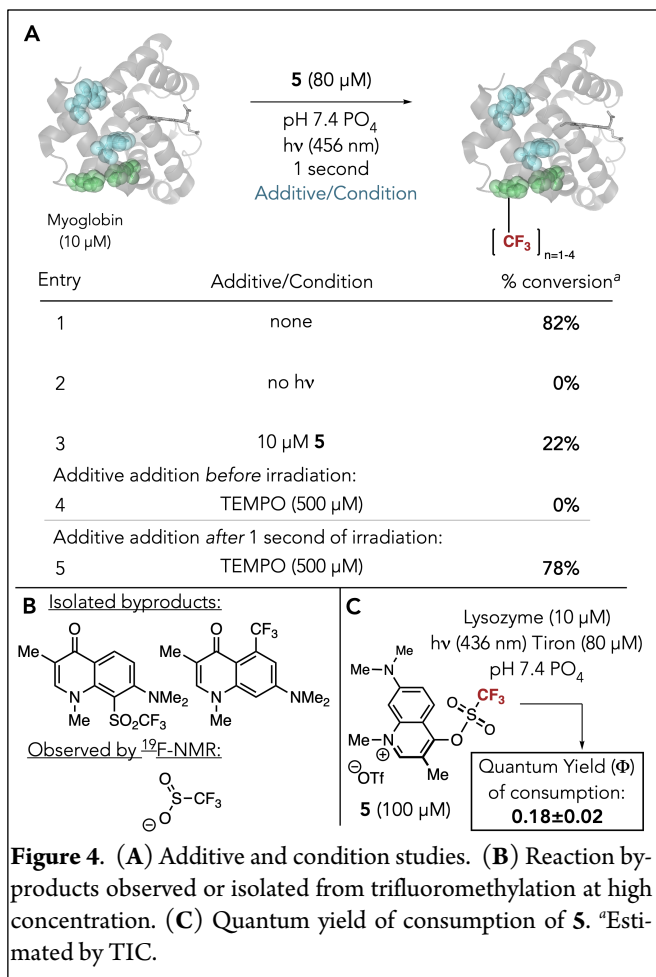 A
5 (80 μM)
pH 7.4 PO₄
hν (456 nm)
1 second
Additive/Condition
Myoglobin
(10 μM)
[CF₃]n=1-4
Entry Additive/Condition % conversionᵃ
1 none 82%
2 no hν 0%
3 10 μM 5 22%
Additive addition before irradiation:
4 TEMPO (500 μM) 0%
Additive addition after 1 second of irradiation:
5 TEMPO (500 μM) 78%
B Isolated byproducts:
O
Me
N
Me
SO₂CF₃
NMe₂
O
CF₃
Me
N
Me
NMe₂
Observed by ¹⁹F-NMR:
O
S
CF₃
O
⊖
C
Lysozyme (10 μM)
hν (436 nm) Tiron (80 μM)
pH 7.4 PO₄
Me
N
Me
CF₃
O
S
O
O
Me
N
⊕
Me
⊖OTf
5 (100 μM)
Quantum Yield (Φ)
of consumption:
0.18±0.02
Figure 4. (A) Additive and condition studies. (B) Reaction by-
products observed or isolated from trifluoromethylation at high
concentration. (C) Quantum yield of consumption of 5. ᵃEsti-
mated by TIC.